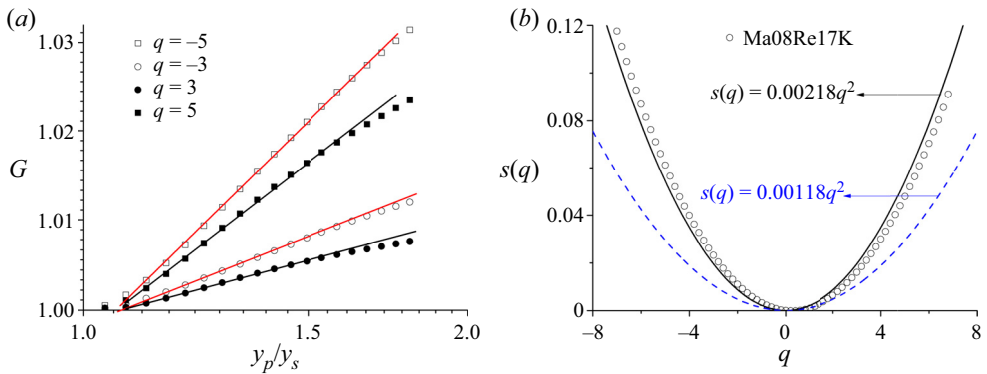 (a)
1.03
1.02
G
1.01
1.00
q = –5
q = –3
q = 3
q = 5
1.0
1.5
2.0
y_p/y_s
(b)
0.12
0.08
s(q)
0.04
0
Ma08Re17K
s(q) = 0.00218q²
s(q) = 0.00118q²
–8
–4
0
4
8
q